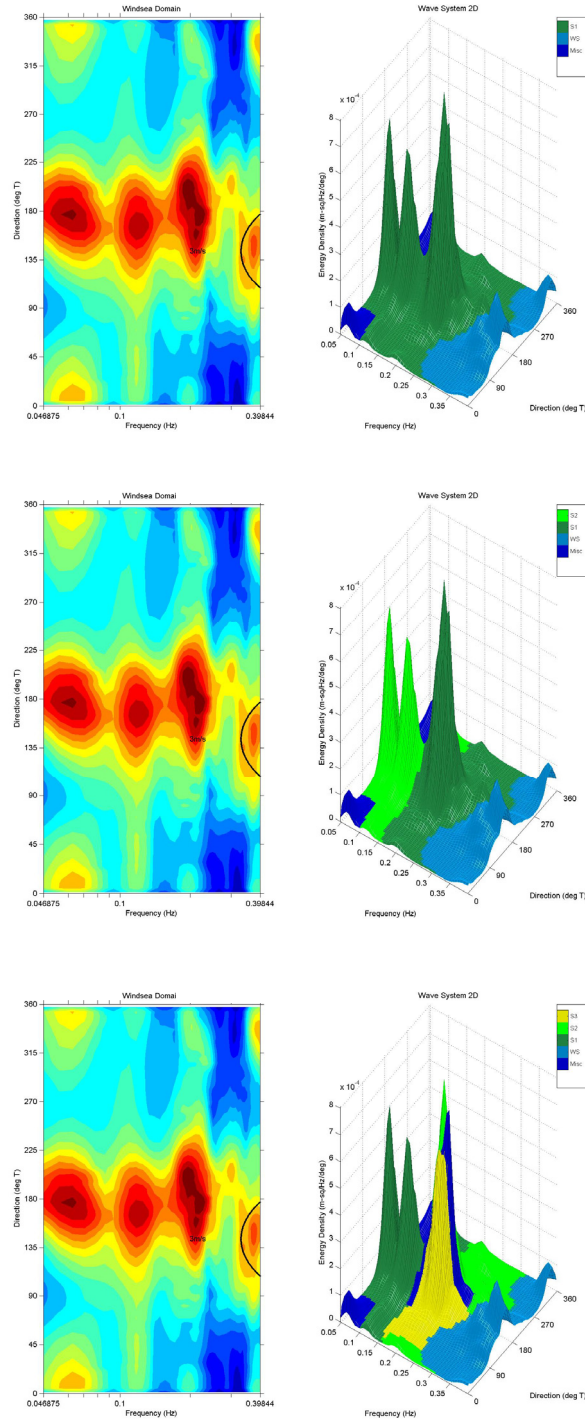 Windsea Domain
360
315
270
225
180
135
90
45
0
0.046875
0.1
0.39844
Direction (deg T)
Frequency (Hz)
3m/s
Wave System 2D
S1
WS
Misc
x 10-4
8
7
6
5
4
3
2
1
0
Energy Density (m-sq/Hz/deg)
0.05
0.1
0.15
0.2
0.25
0.3
0.35
0
90
180
270
360
Frequency (Hz)
Direction (deg T)
Windsea Domai
360
315
270
225
180
135
90
45
0
0.046875
0.1
0.39844
Direction (deg T)
Frequency (Hz)
3m/s
Wave System 2D
S2
S1
WS
Misc
x 10-4
8
7
6
5
4
3
2
1
0
Energy Density (m-sq/Hz/deg)
0.05
0.1
0.15
0.2
0.25
0.3
0.35
0
90
180
270
360
Frequency (Hz)
Direction (deg T)
Windsea Domai
360
315
270
225
180
135
90
45
0
0.046875
0.1
0.39844
Direction (deg T)
Frequency (Hz)
3m/s
Wave System 2D
S3
S2
S1
WS
Misc
x 10-4
8
7
6
5
4
3
2
1
0
Energy Density (m-sq/Hz/deg)
0.05
0.1
0.15
0.2
0.25
0.3
0.35
0
90
180
270
360
Frequency (Hz)
Direction (deg T)